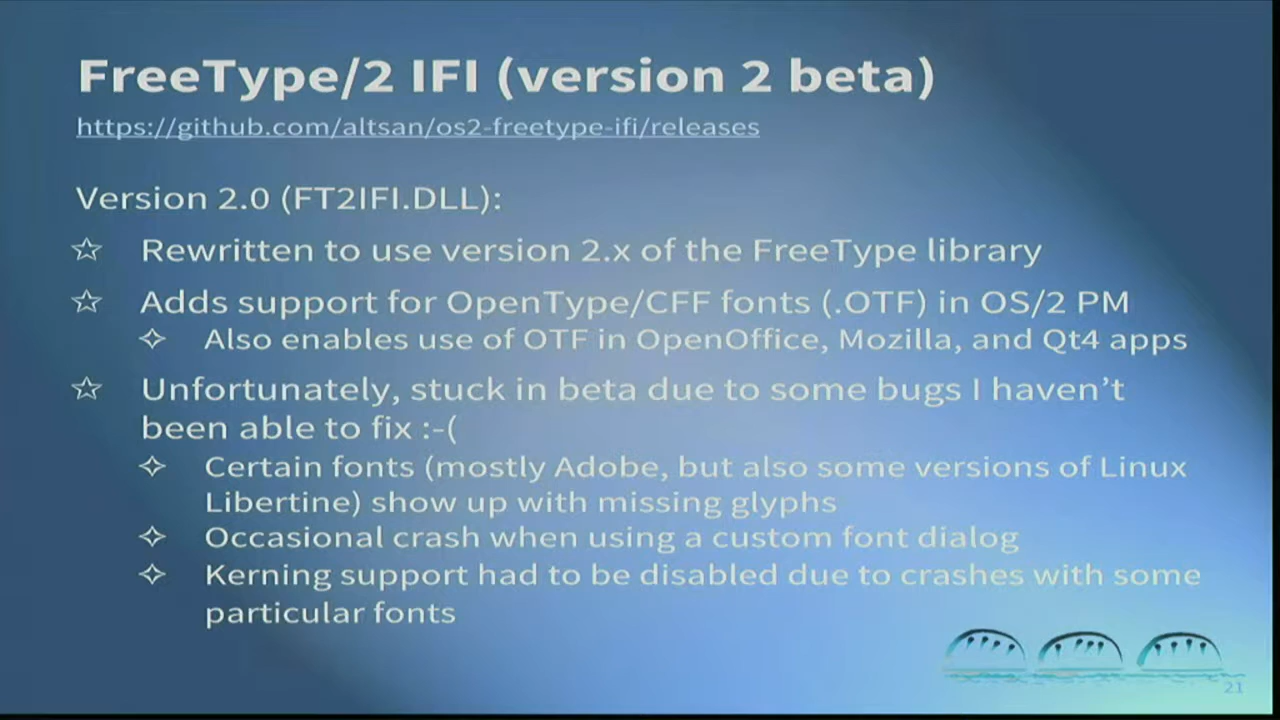 FreeType/2 IFI (version 2 beta)
https://github.com/altsan/os2-freetype-ifi/releases
Version 2.0 (FT2IFI.DLL):
☆ Rewritten to use version 2.x of the FreeType library
☆ Adds support for OpenType/CFF fonts (.OTF) in OS/2 PM
✧ Also enables use of OTF in OpenOffice, Mozilla, and Qt4 apps
☆ Unfortunately, stuck in beta due to some bugs I haven’t
been able to fix :-(
✧ Certain fonts (mostly Adobe, but also some versions of Linux
Libertine) show up with missing glyphs
✧ Occasional crash when using a custom font dialog
✧ Kerning support had to be disabled due to crashes with some
particular fonts
21